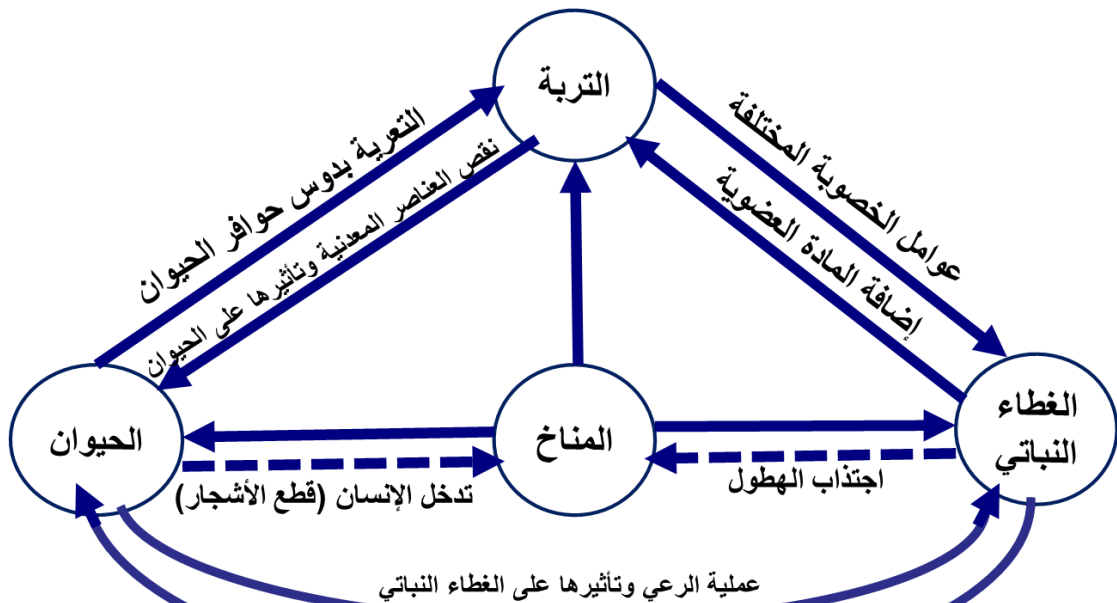 التربة
التعرية بدوس حوافر الحيوان
نقص العناصر المعدنية وتأثيرها على الحيوان
عوامل الخصوبة المختلفة
إضافة المادة العضوية
الغطاء
النباتي
المناخ
الحيوان
اجتذاب الهطول
تدخل الإنسان (قطع الأشجار)
عملية الرعي وتأثيرها على الغطاء النباتي